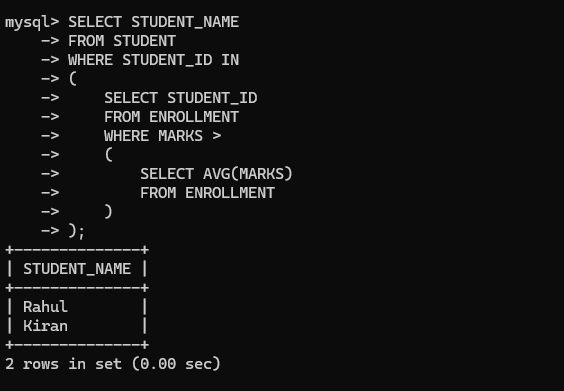 mysql> SELECT STUDENT_NAME
    -> FROM STUDENT
    -> WHERE STUDENT_ID IN
    -> (
    ->     SELECT STUDENT_ID
    ->     FROM ENROLLMENT
    ->     WHERE MARKS >
    ->     (
    ->         SELECT AVG(MARKS)
    ->         FROM ENROLLMENT
    ->     )
    -> );
+--------------+
| STUDENT_NAME |
+--------------+
| Rahul        |
| Kiran        |
+--------------+
2 rows in set (0.00 sec)